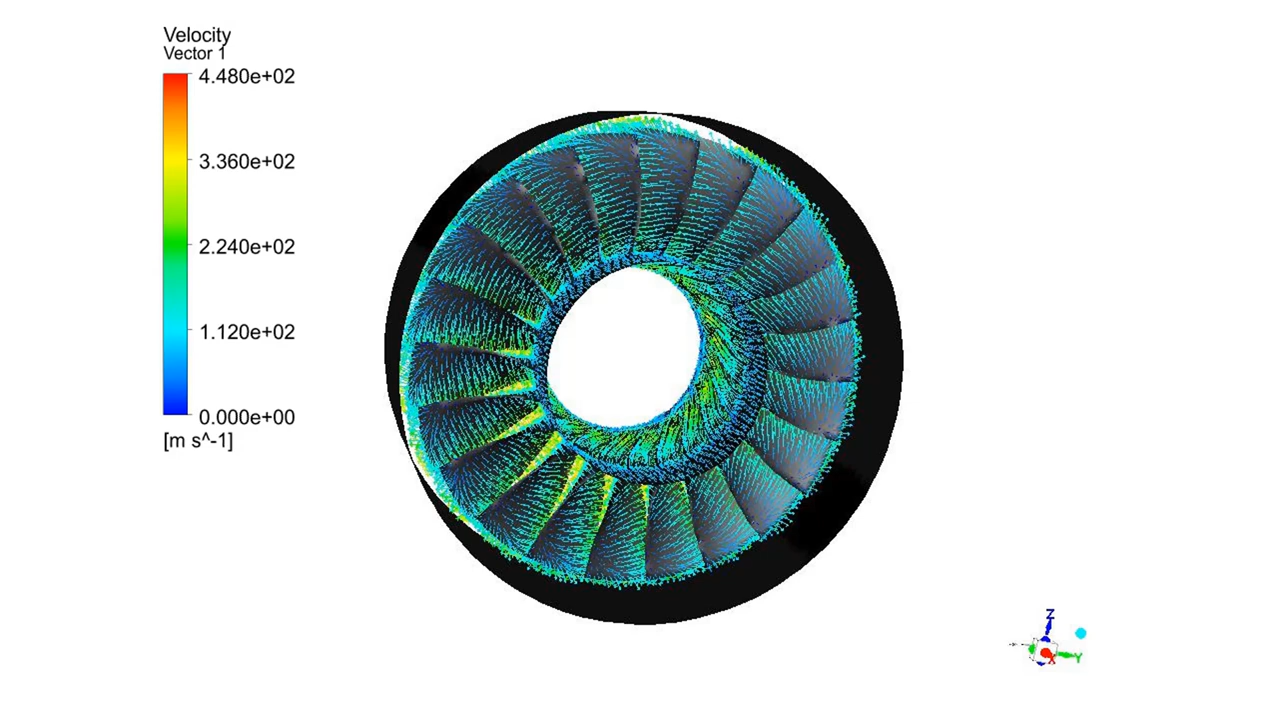 Velocity
Vector 1
4.480e+02
3.360e+02
2.240e+02
1.120e+02
0.000e+00
[m s^-1]
Z
X
Y